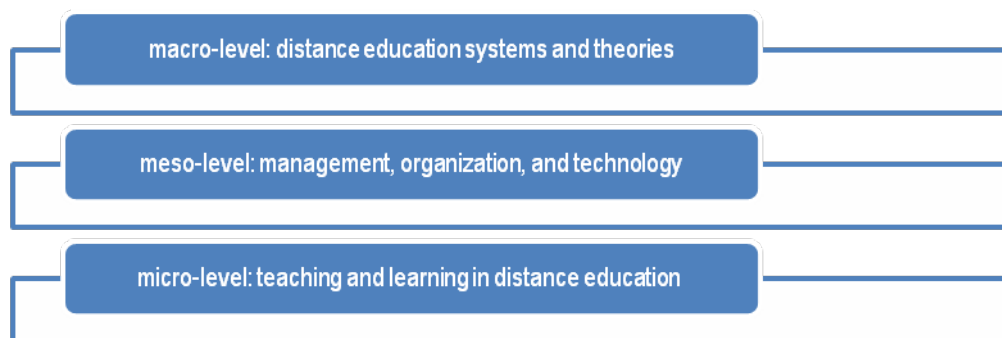 macro-level: distance education systems and theories
meso-level: management, organization, and technology
micro-level: teaching and learning in distance education